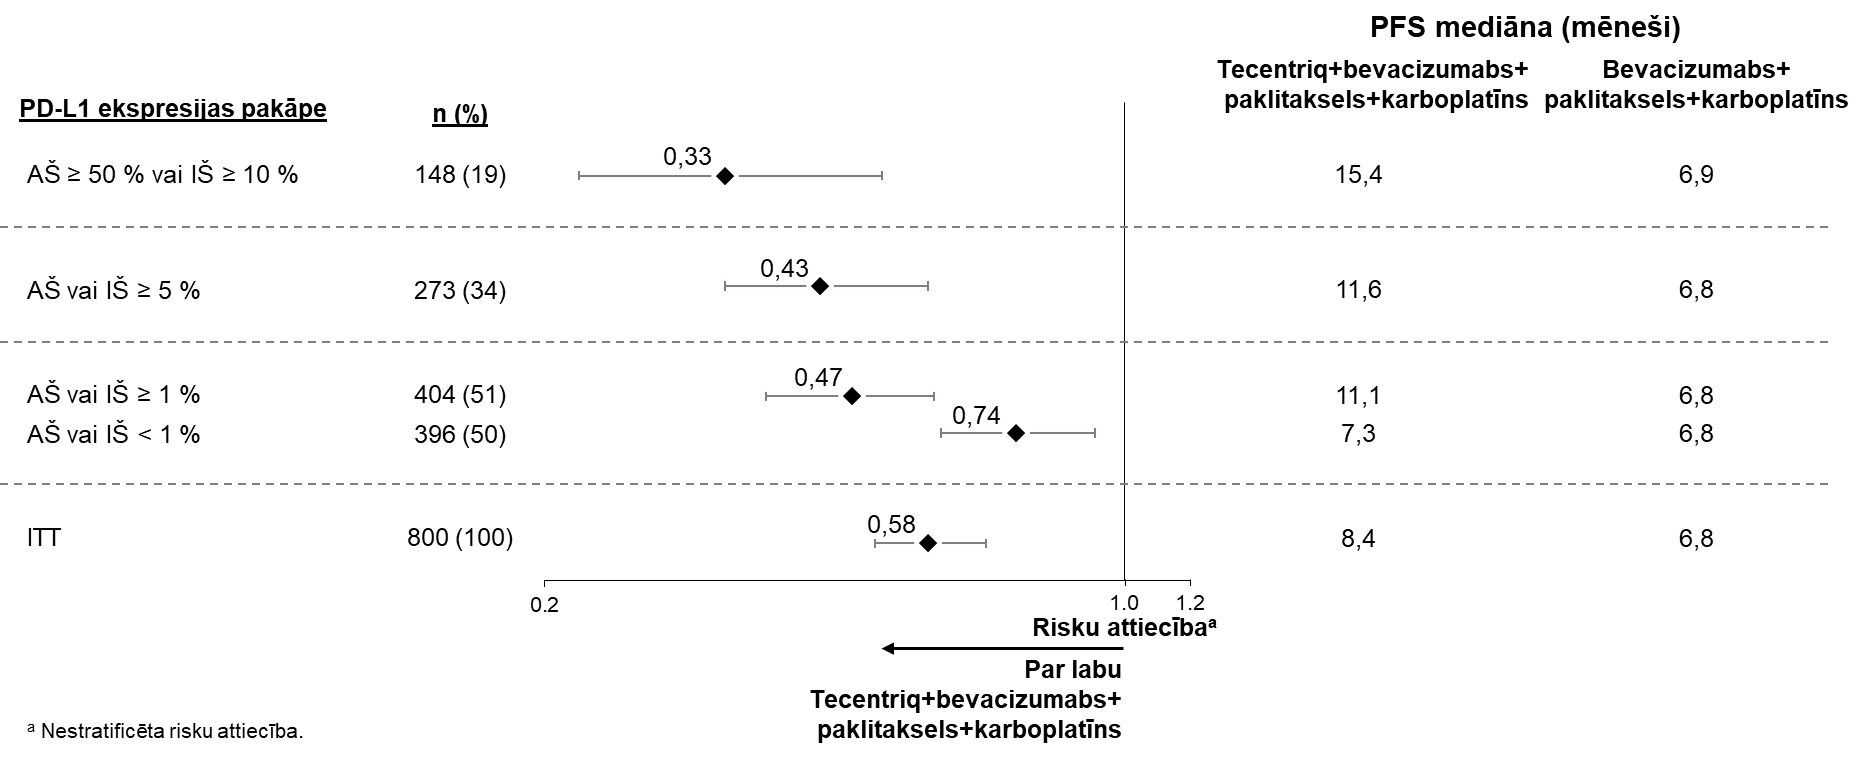 PFS mediāna (mēneši)
Tecentriq+bevacizumabs+ Bevacizumabs+
paklitaksels+karboplatīns paklitaksels+karboplatīns
PD-L1 ekspresijas pakāpe n (%)
0,33
AŠ ≥ 50 % vai IŠ ≥ 10 % 148 (19) 15,4 6,9
0,43
AŠ vai IŠ ≥ 5 % 273 (34) 11,6 6,8
0,47
AŠ vai IŠ ≥ 1 % 404 (51) 11,1 6,8
0,74
AŠ vai IŠ < 1 % 396 (50) 7,3 6,8
0,58
ITT 800 (100) 8,4 6,8
0.2 1.0 1.2
Risku attiecībaᵃ
Par labu
Tecentriq+bevacizumabs+
paklitaksels+karboplatīns
ᵃ Nestratificēta risku attiecība.